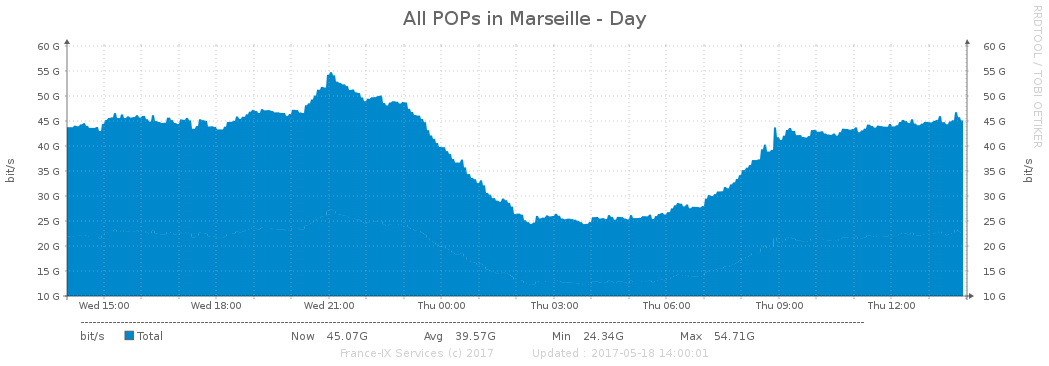 All POPs in Marseille - Day
RRDTOOL / TOBI OETIKER
60 G 60 G
55 G 55 G
50 G 50 G
45 G 45 G
40 G 40 G
35 G 35 G
30 G 30 G
25 G 25 G
20 G 20 G
15 G 15 G
10 G 10 G
bit/s
bit/s
Wed 15:00 Wed 18:00 Wed 21:00 Thu 00:00 Thu 03:00 Thu 06:00 Thu 09:00 Thu 12:00
bit/s Total Now 45.07G Avg 39.57G Min 24.34G Max 54.71G
France-IX Services (c) 2017 Updated : 2017-05-18 14:00:01